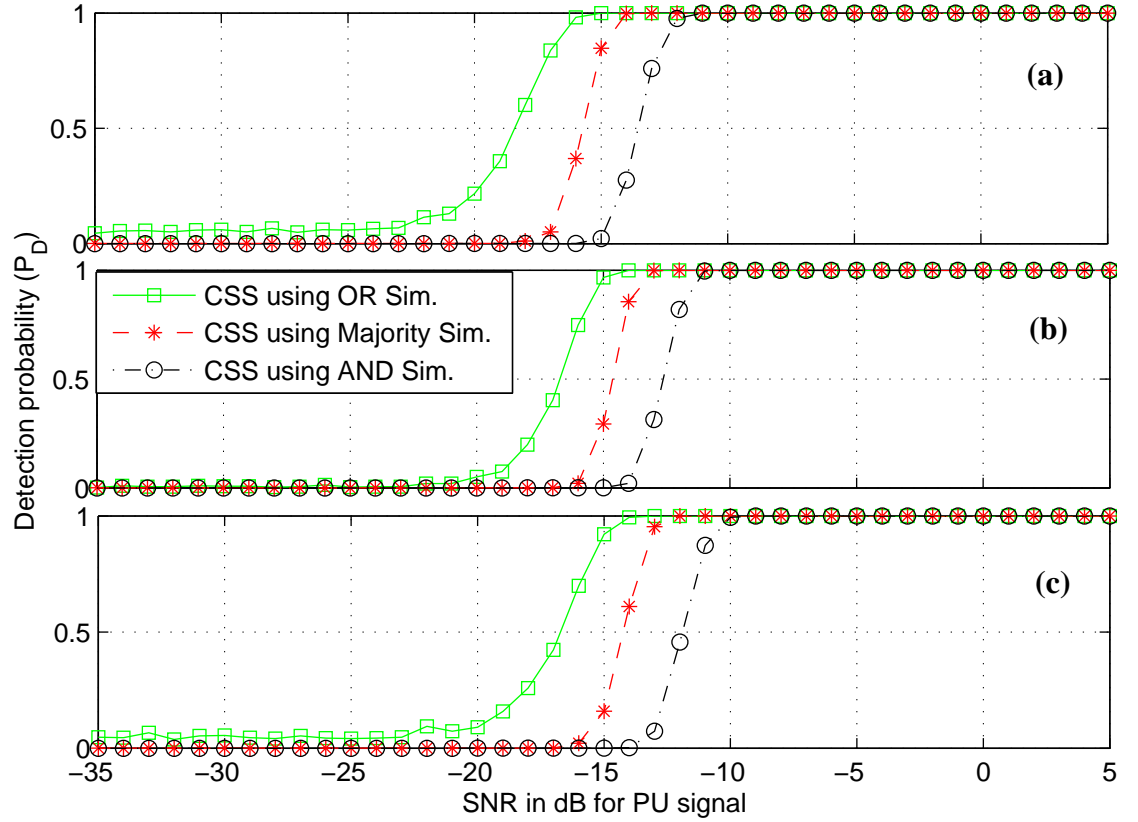 1
(a)
0.5
0
1
CSS using OR Sim.
CSS using Majority Sim.
CSS using AND Sim.
(b)
0.5
0
Detection probability (P_D)
1
(c)
0.5
0
−35 −30 −25 −20 −15 −10 −5 0 5
SNR in dB for PU signal